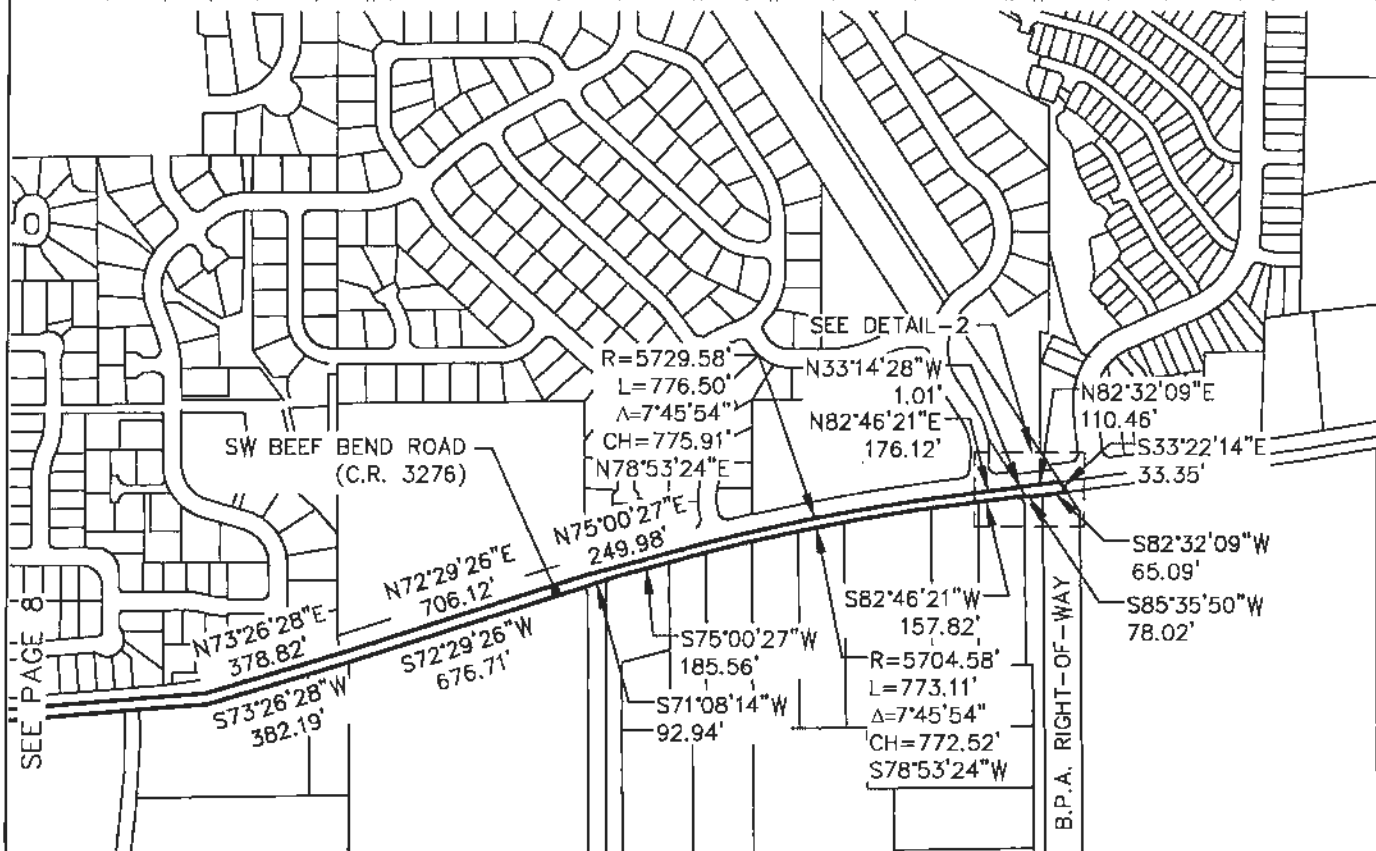 SEE DETAIL-2
R=5729.58'
L=776.50'
Δ=7°45'54"
CH=775.91'
N78°53'24"E
N33°14'28"W
1.01'
N82°46'21"E
176.12'
N82°32'09"E
110.46'
S33°22'14"E
33.35'
SW BEEF BEND ROAD
(C.R. 3276)
N75°00'27"E
249.98'
N72°29'26"E
706.12'
N73°26'28"E
378.82'
S72°29'26"W
676.71'
S73°26'28"W
382.19'
S82°32'09"W
65.09'
S85°35'50"W
78.02'
S82°46'21"W
157.82'
S75°00'27"W
185.56'
S71°08'14"W
92.94'
R=5704.58'
L=773.11'
Δ=7°45'54"
CH=772.52'
S78°53'24"W
SEE PAGE 8
B.P.A. RIGHT-OF-WAY